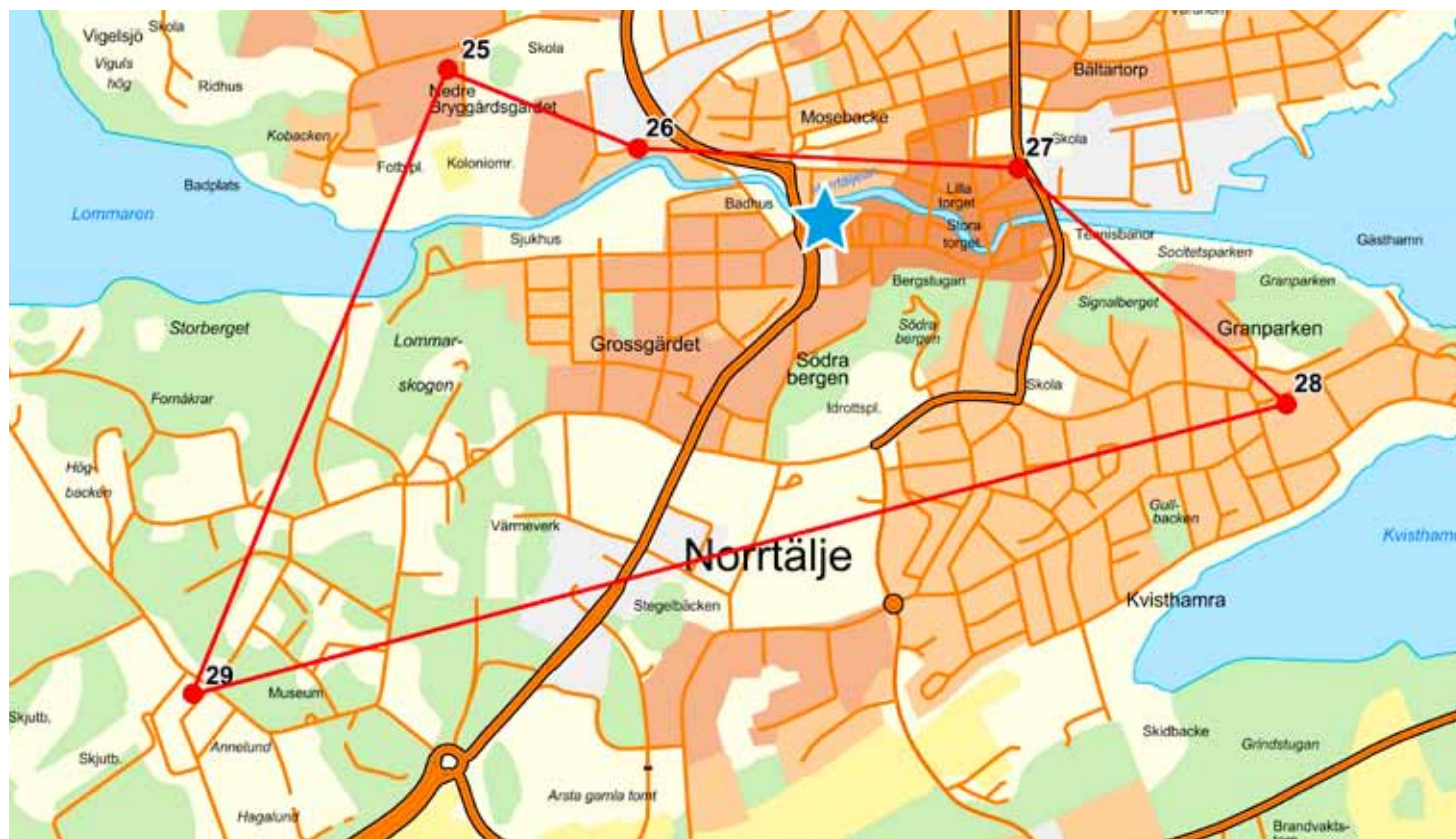 Vigelsjö
Skola
Viguls
hög
Ridhus
25
Skola
Nedre
Bryggårdsgärdet
Bältartorp
Mosebacke
26
Kobacken
Fotb.pl.
Koloniomr.
27
Skola
Badplats
Lommaren
Badhus
Lilla
torget
Stora
torget
Sjukhus
Tennisbanor
Societetsparken
Gästhamn
Bergstugan
Granparken
Signalberget
Storberget
Lommar-
skogen
Grossgärdet
Södra
bergen
Granparken
Södra
bergen
Skola
28
Fornåkrar
Idrottspl.
Hög-
backen
Gull-
backen
Värmeverk
Norrtälje
Stegelbäcken
Kvisthamra
29
Museum
Skjutb.
Skjutb.
Annelund
Skidbacke
Grindstugan
Hagalund
Arsta gamla tomt
Brandvakts-